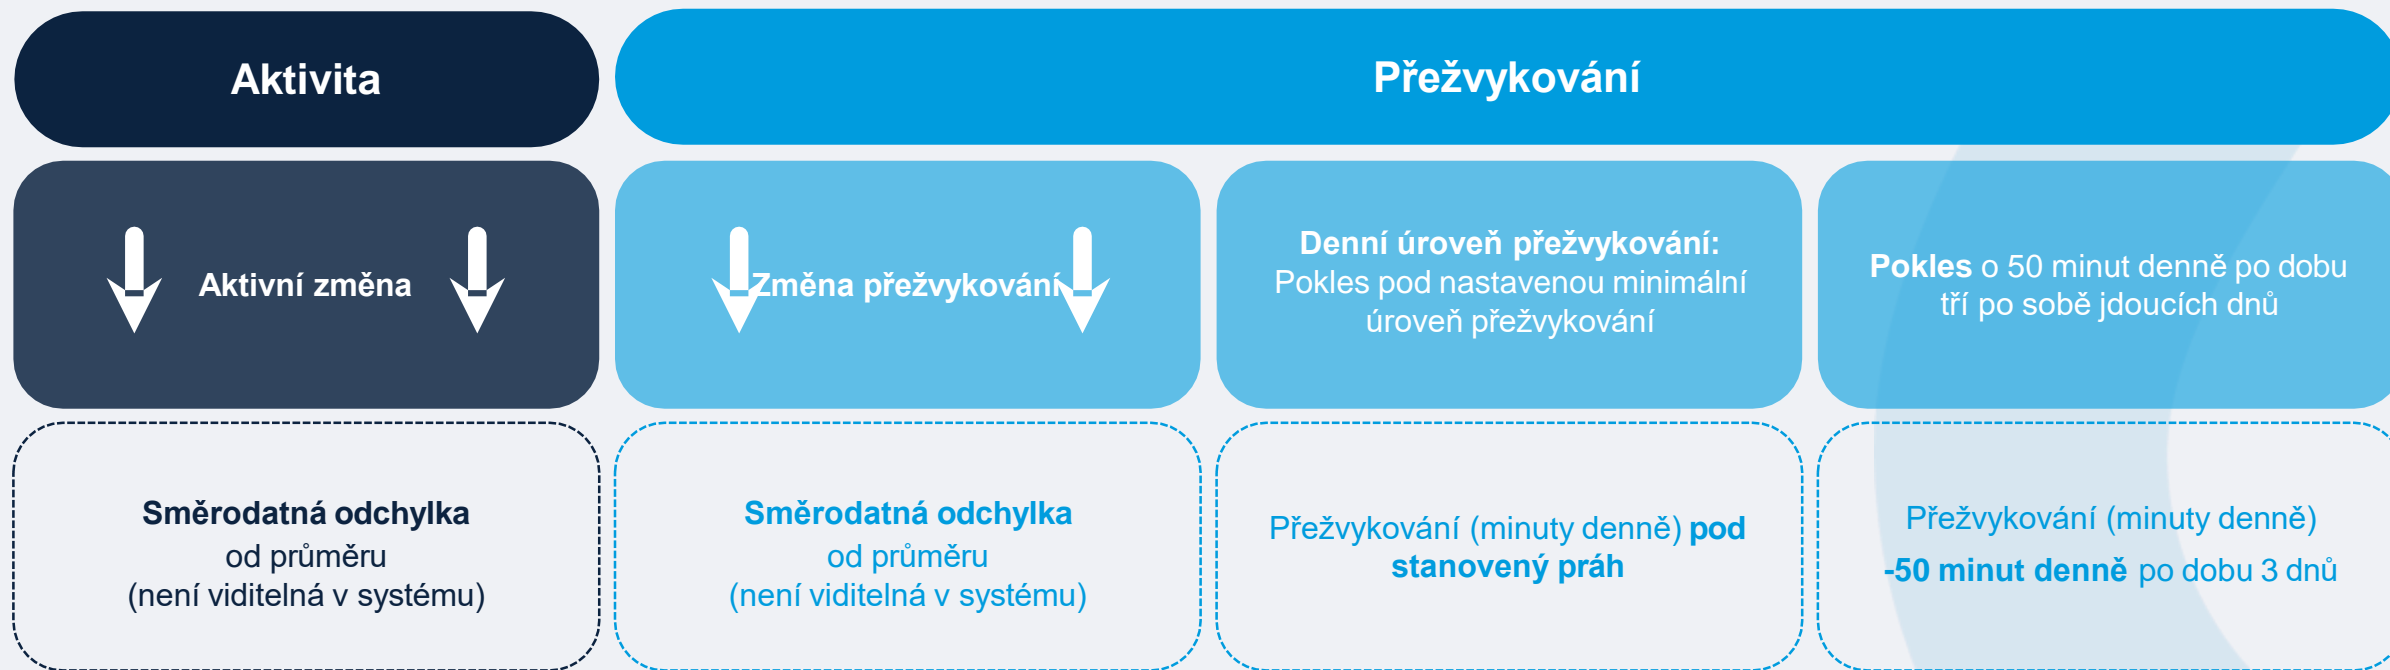 Aktivita
Přežvykování
Aktivní změna
Změna přežvykování
Denní úroveň přežvykování:
Pokles pod nastavenou minimální
úroveň přežvykování
Pokles o 50 minut denně po dobu
tří po sobě jdoucích dnů
Směrodatná odchylka
od průměru
(není viditelná v systému)
Směrodatná odchylka
od průměru
(není viditelná v systému)
Přežvykování (minuty denně) pod
stanovený práh
Přežvykování (minuty denně)
-50 minut denně po dobu 3 dnů